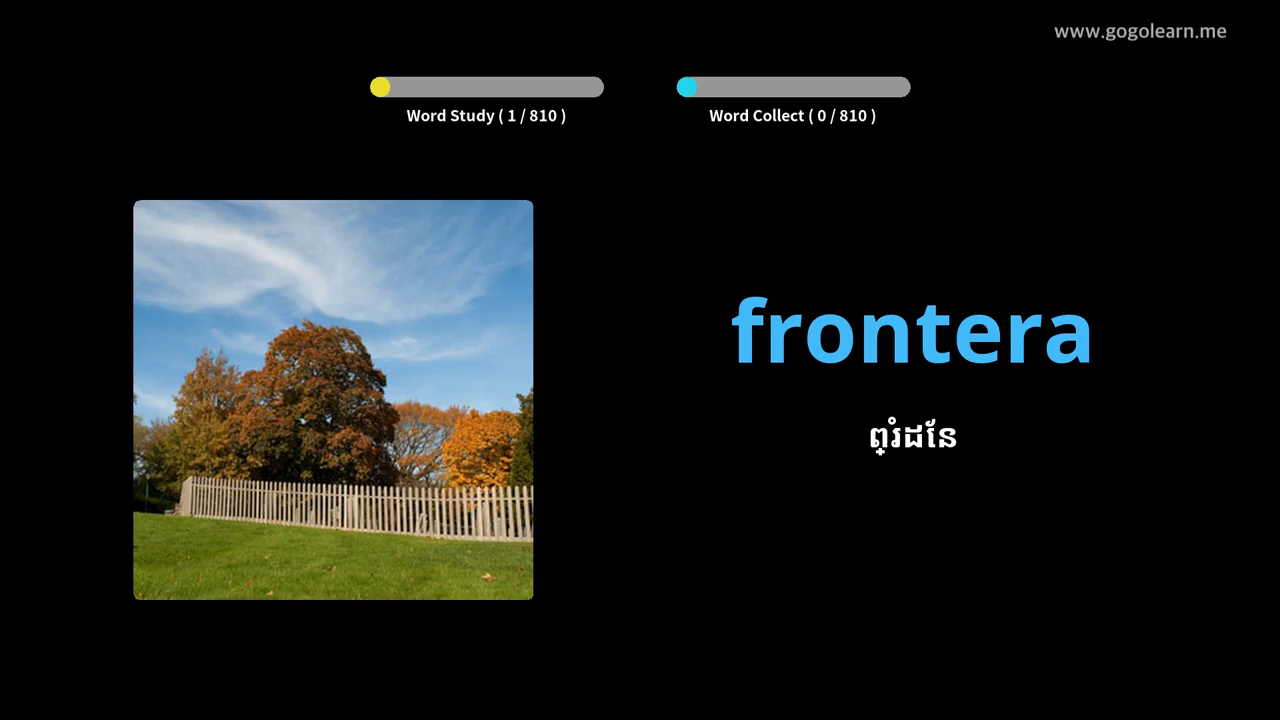 www.gogolearn.me
Word Study ( 1 / 810 )
Word Collect ( 0 / 810 )
frontera
ព្រំដែន